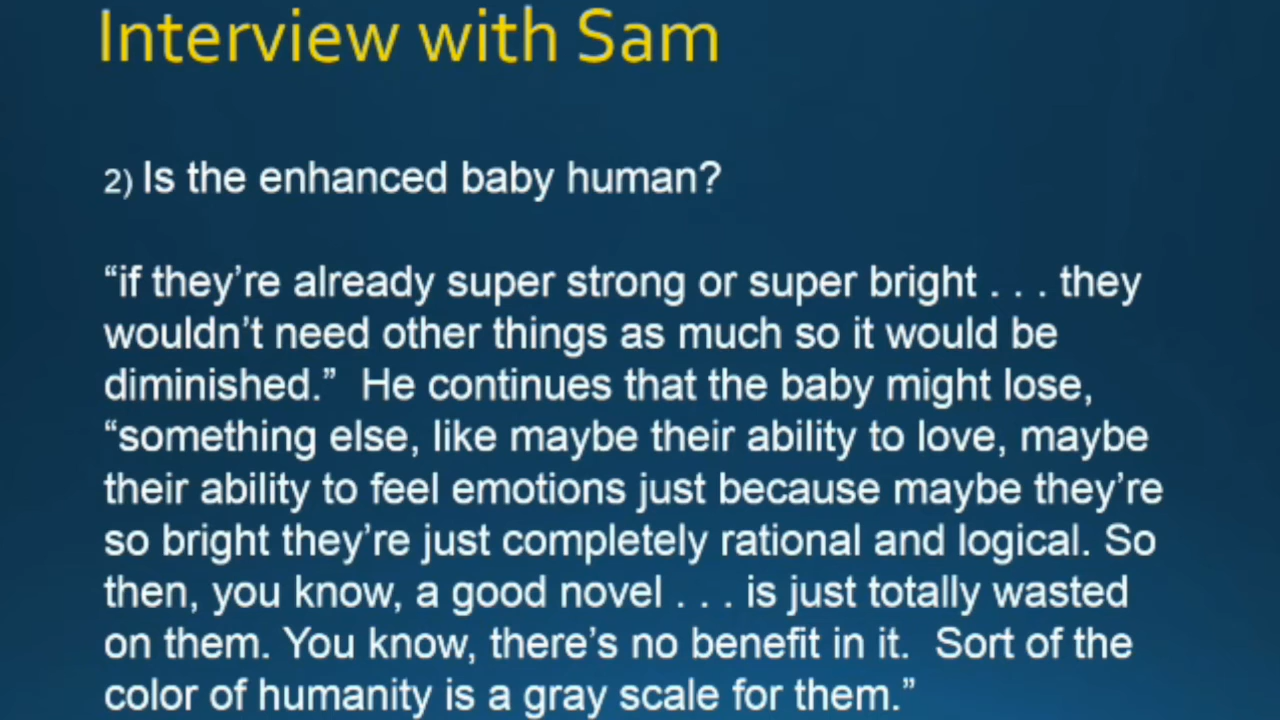 Interview with Sam
2) Is the enhanced baby human?
“if they’re already super strong or super bright . . . they
wouldn’t need other things as much so it would be
diminished.”  He continues that the baby might lose,
“something else, like maybe their ability to love, maybe
their ability to feel emotions just because maybe they’re
so bright they’re just completely rational and logical. So
then, you know, a good novel . . . is just totally wasted
on them. You know, there’s no benefit in it.  Sort of the
color of humanity is a gray scale for them.”